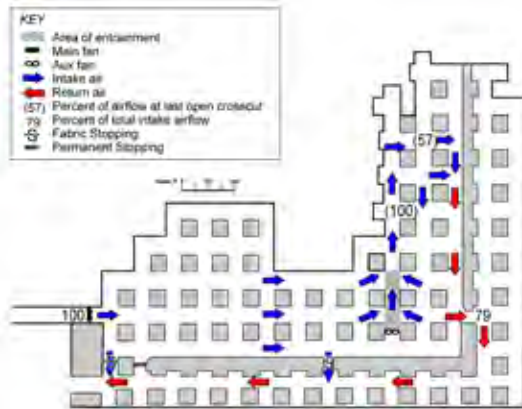 KEY
Area of entrainment
Main fan
Aux fan
Intake air
Return air
(57) Percent of airflow at last open crosscut
79 Percent of total intake airflow
Fabric Stopping
Permanent Stopping
(57)
(100)
100
79